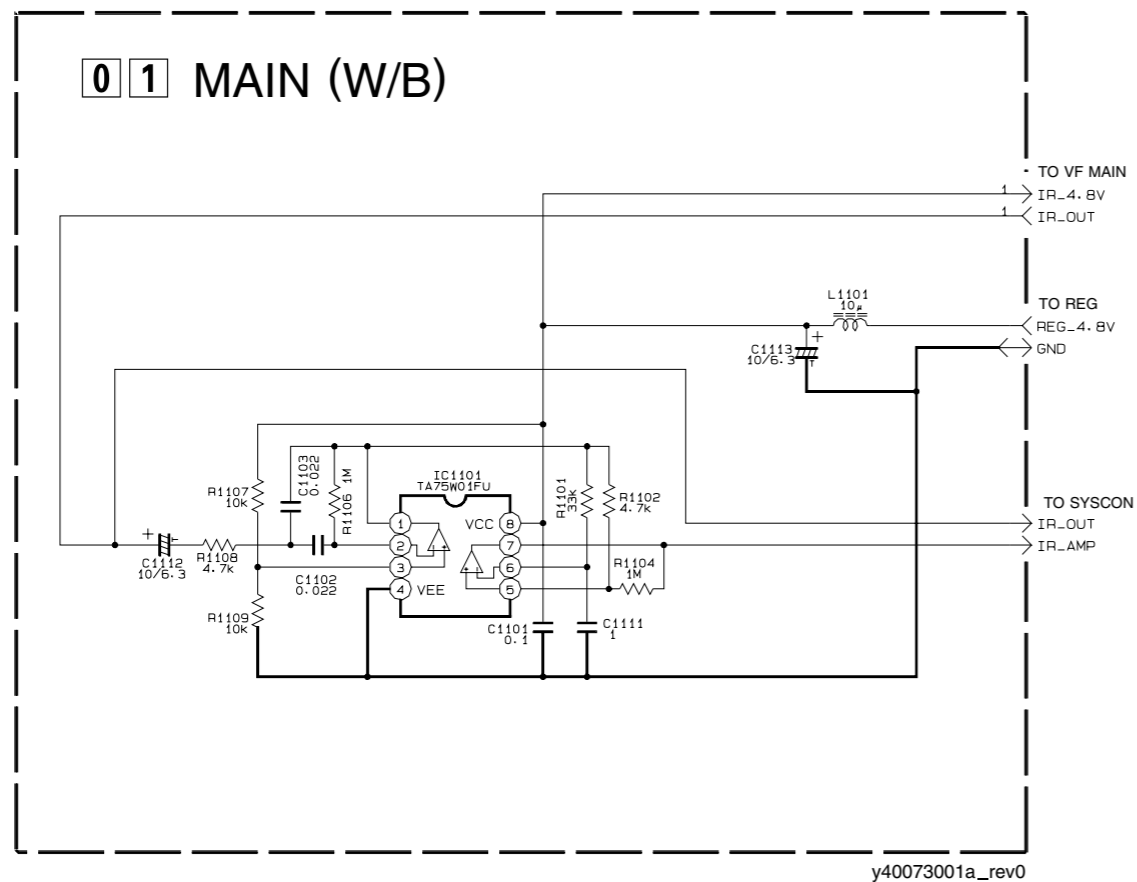 0 1 MAIN (W/B)
TO VF MAIN
1 IR_4.8V
1 IR_OUT
L1101
10μ
TO REG
REG_4.8V
GND
+
C1113
10/6.3
T
C1103
0.022
R1106 1M
IC1101
TA75W01FU
R1107
10k
R1101
33k
R1102
4.7k
TO SYSCON
IR_OUT
IR_AMP
1
2
3
4
VCC
VEE
8
7
6
5
+
T
C1112
10/6.3
R1108
4.7k
C1102
0.022
R1104
1M
R1109
10k
C1101
0.1
C1111
1
y40073001a_rev0